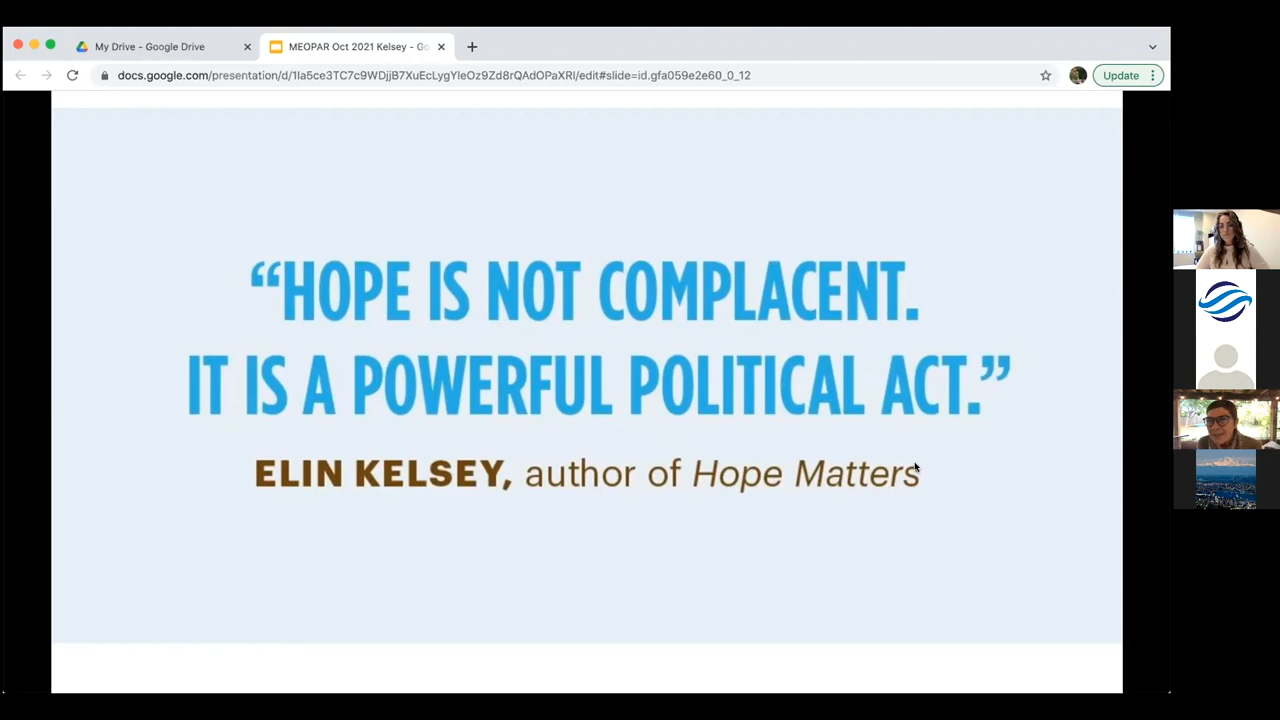 My Drive - Google Drive
MEOPAR Oct 2021 Kelsey - Go
docs.google.com/presentation/d/1Ia5ce3TC7c9WDjjB7XuEcLygYleOz9Zd8rQAdOPaXRI/edit#slide=id.gfa059e2e60_0_12
Update
“HOPE IS NOT COMPLACENT.
IT IS A POWERFUL POLITICAL ACT.”
ELIN KELSEY, author of Hope Matters